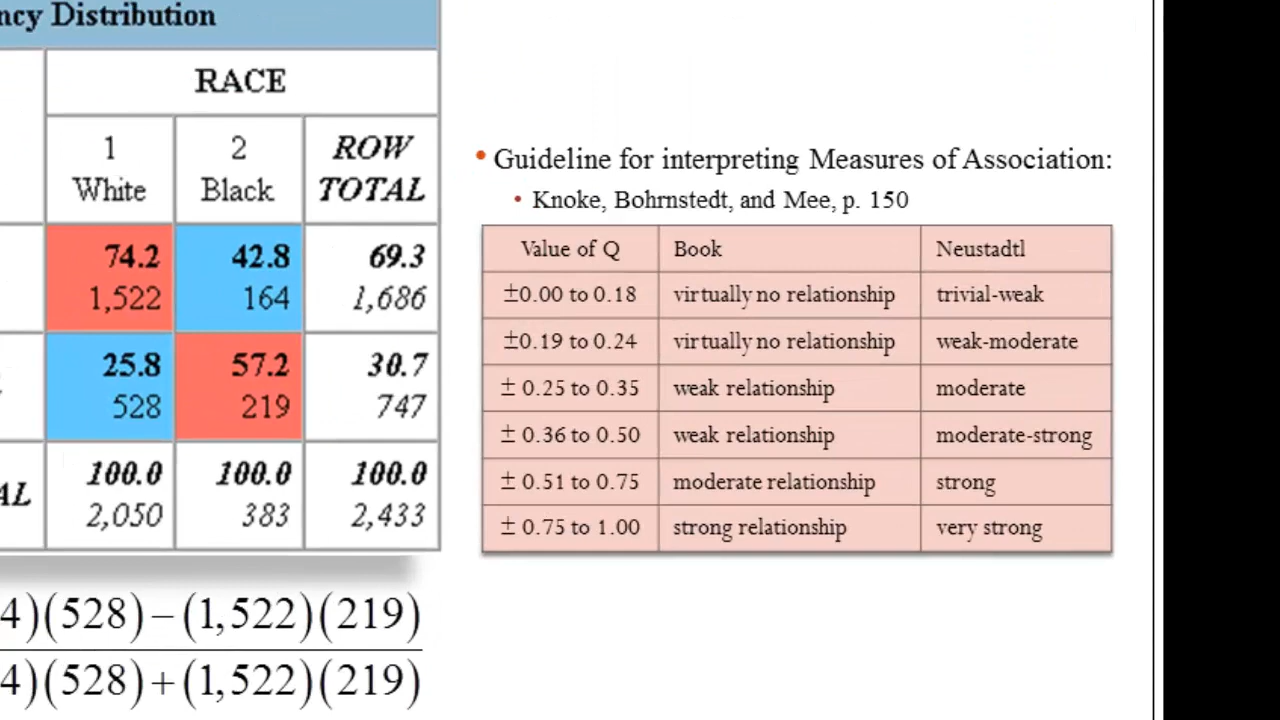 Distribution
RACE
1 2 ROW
White Black TOTAL
74.2 42.8 69.3
1,522 164 1,686
25.8 57.2 30.7
528 219 747
100.0 100.0 100.0
2,050 383 2,433
4)(528)−(1,522)(219)
4)(528)+(1,522)(219)
• Guideline for interpreting Measures of Association:
• Knoke, Bohrnstedt, and Mee, p. 150
Value of Q Book Neustadtl
±0.00 to 0.18 virtually no relationship trivial-weak
±0.19 to 0.24 virtually no relationship weak-moderate
± 0.25 to 0.35 weak relationship moderate
± 0.36 to 0.50 weak relationship moderate-strong
± 0.51 to 0.75 moderate relationship strong
± 0.75 to 1.00 strong relationship very strong